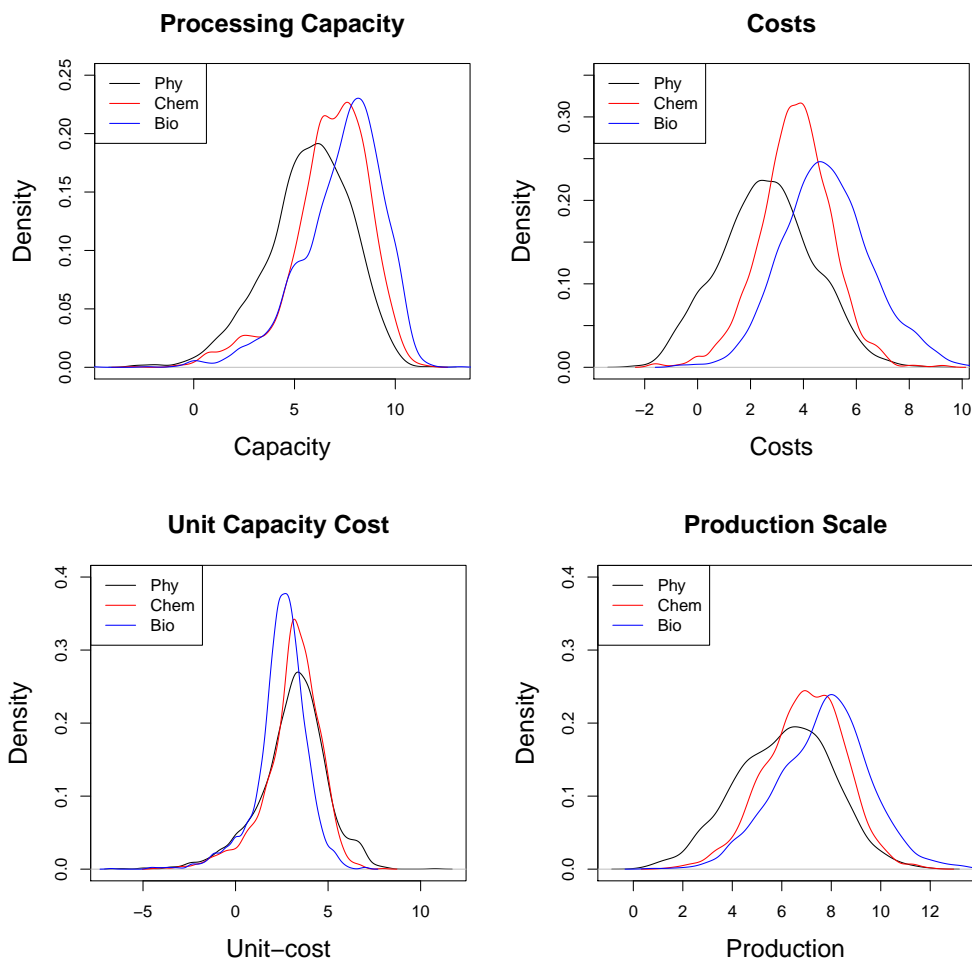 Processing Capacity
Phy
Chem
Bio
0.25
0.20
0.15
0.10
0.05
0.00
Density
0 5 10
Capacity
Costs
Phy
Chem
Bio
0.30
0.20
0.10
0.00
Density
−2 0 2 4 6 8 10
Costs
Unit Capacity Cost
Phy
Chem
Bio
0.4
0.3
0.2
0.1
0.0
Density
−5 0 5 10
Unit−cost
Production Scale
Phy
Chem
Bio
0.4
0.3
0.2
0.1
0.0
Density
0 2 4 6 8 10 12
Production